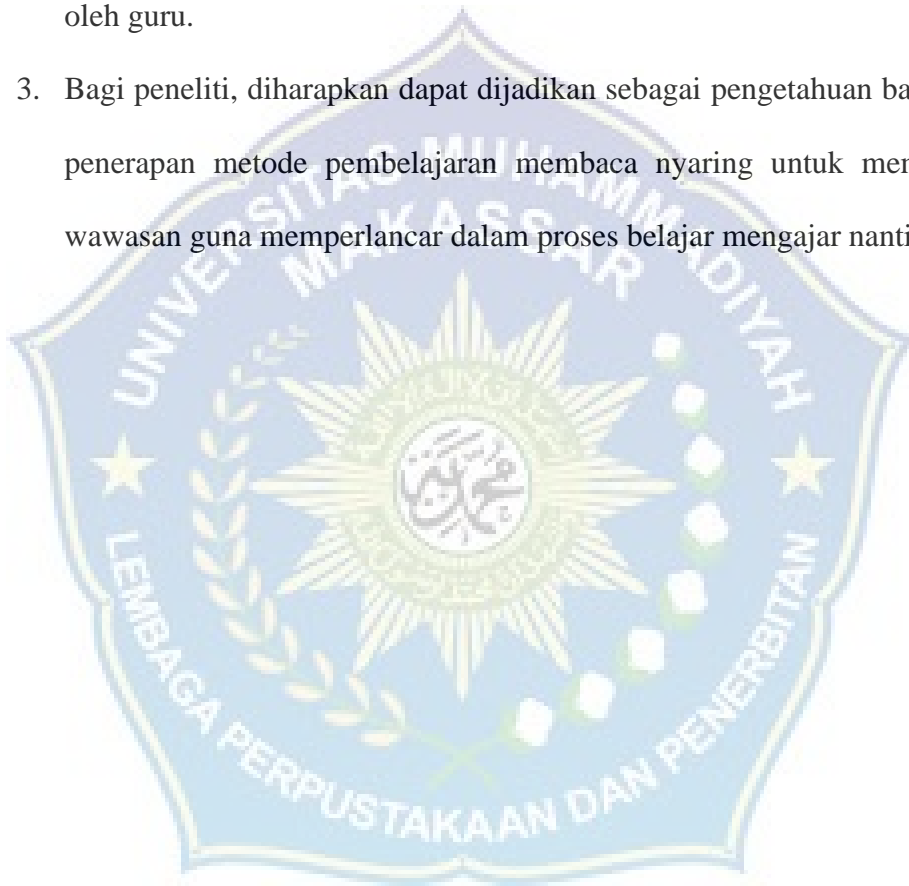 oleh guru.
3. Bagi peneliti, diharapkan dapat dijadikan sebagai pengetahuan ba
penerapan metode pembelajaran membaca nyaring untuk men
wawasan guna memperlancar dalam proses belajar mengajar nanti
UNIVERSITAS MUHAMMADIYAH
MAKASSAR
LEMBAGA PERPUSTAKAAN DAN PENERBITAN